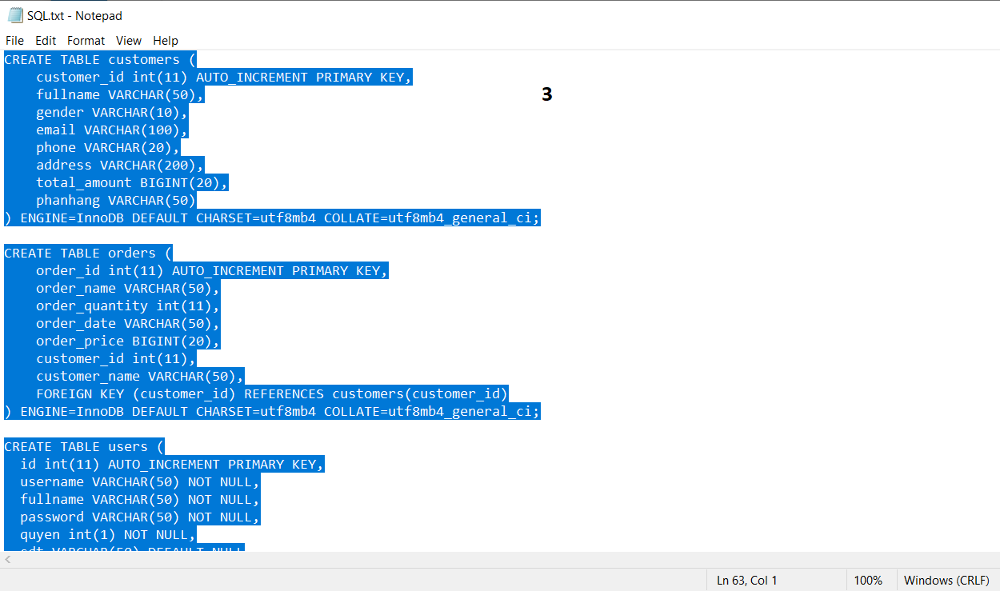 SQL.txt - Notepad
File Edit Format View Help
CREATE TABLE customers (
    customer_id int(11) AUTO_INCREMENT PRIMARY KEY,
3
    fullname VARCHAR(50),
    gender VARCHAR(10),
    email VARCHAR(100),
    phone VARCHAR(20),
    address VARCHAR(200),
    total_amount BIGINT(20),
    phanhang VARCHAR(50)
) ENGINE=InnoDB DEFAULT CHARSET=utf8mb4 COLLATE=utf8mb4_general_ci;

CREATE TABLE orders (
    order_id int(11) AUTO_INCREMENT PRIMARY KEY,
    order_name VARCHAR(50),
    order_quantity int(11),
    order_date VARCHAR(50),
    order_price BIGINT(20),
    customer_id int(11),
    customer_name VARCHAR(50),
    FOREIGN KEY (customer_id) REFERENCES customers(customer_id)
) ENGINE=InnoDB DEFAULT CHARSET=utf8mb4 COLLATE=utf8mb4_general_ci;

CREATE TABLE users (
  id int(11) AUTO_INCREMENT PRIMARY KEY,
  username VARCHAR(50) NOT NULL,
  fullname VARCHAR(50) NOT NULL,
  password VARCHAR(50) NOT NULL,
  quyen int(1) NOT NULL,
  sdt VARCHAR(50) DEFAULT NULL
Ln 63, Col 1 100% Windows (CRLF)